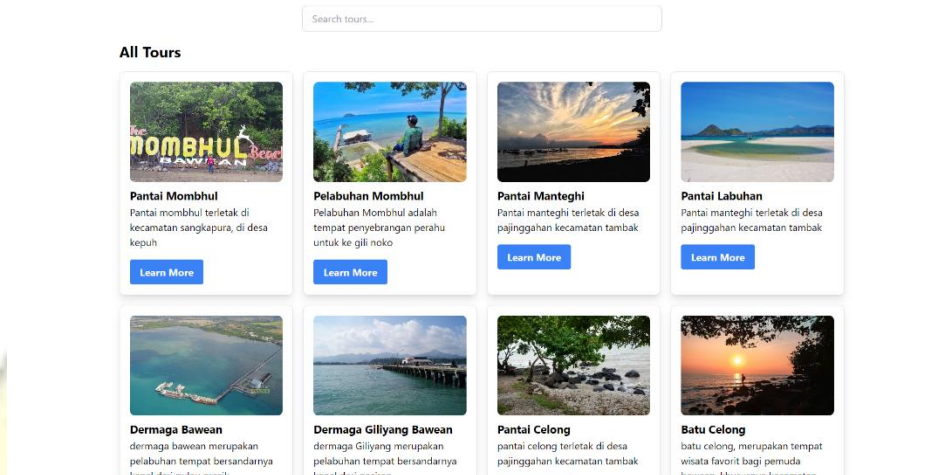 Search tours...
All Tours
The
MOMBHUL
Beach
BAWEAN
Pantai Mombhul
Pantai mombhul terletak di
kecamatan sangkapura, di desa
kepuh
Learn More
Pelabuhan Mombhul
Pelabuhan Mombhul adalah
tempat penyebrangan perahu
untuk ke gili noko
Learn More
Pantai Manteghi
Pantai manteghi terletak di desa
pajinggahan kecamatan tambak
Learn More
Pantai Labuhan
Pantai manteghi terletak di desa
pajinggahan kecamatan tambak
Learn More
Dermaga Bawean
dermaga bawean merupakan
pelabuhan tempat bersandarnya
Dermaga Giliyang Bawean
dermaga Giliyang merupakan
pelabuhan tempat bersandarnya
Pantai Celong
pantai celong terletak di desa
pajinggahan kecamatan tambak
Batu Celong
batu celong, merupakan tempat
wisata favorit bagi pemuda